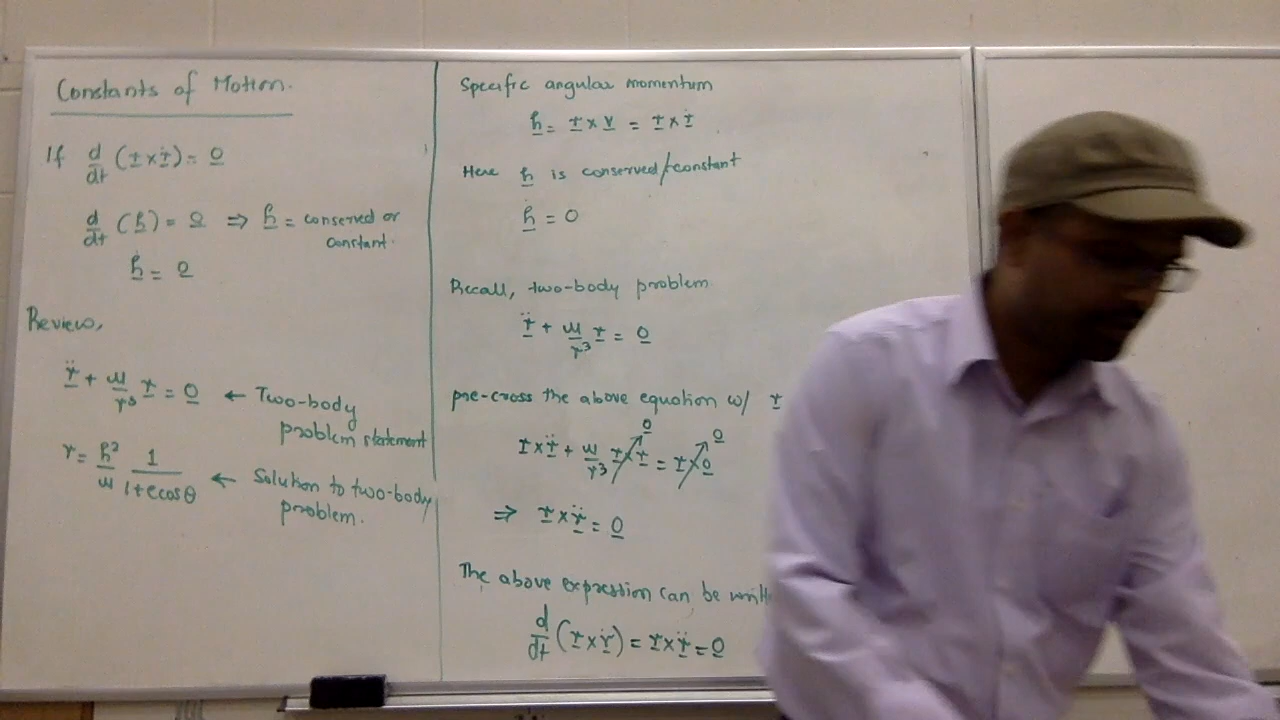 Constants of Motion.
If d/dt (r x ṙ) = 0
d/dt (h) = 0 ⇒ h = conserved or
constant.
ḣ = 0
Review,
r̈ + μ/r³ r = 0 ← Two-body
problem statement
r = h²/μ 1/1+ecosθ ← Solution to two-body
problem.
Specific angular momentum
h = r x v = r x ṙ
Here h is conserved/constant
ḣ = 0
Recall, two-body problem
r̈ + μ/r³ r = 0
pre-cross the above equation w/ r
r x r̈ + μ/r³ r x r = r x 0
0
0
⇒ r x r̈ = 0
The above expression can be
d/dt (r x ṙ) = r x r̈ = 0